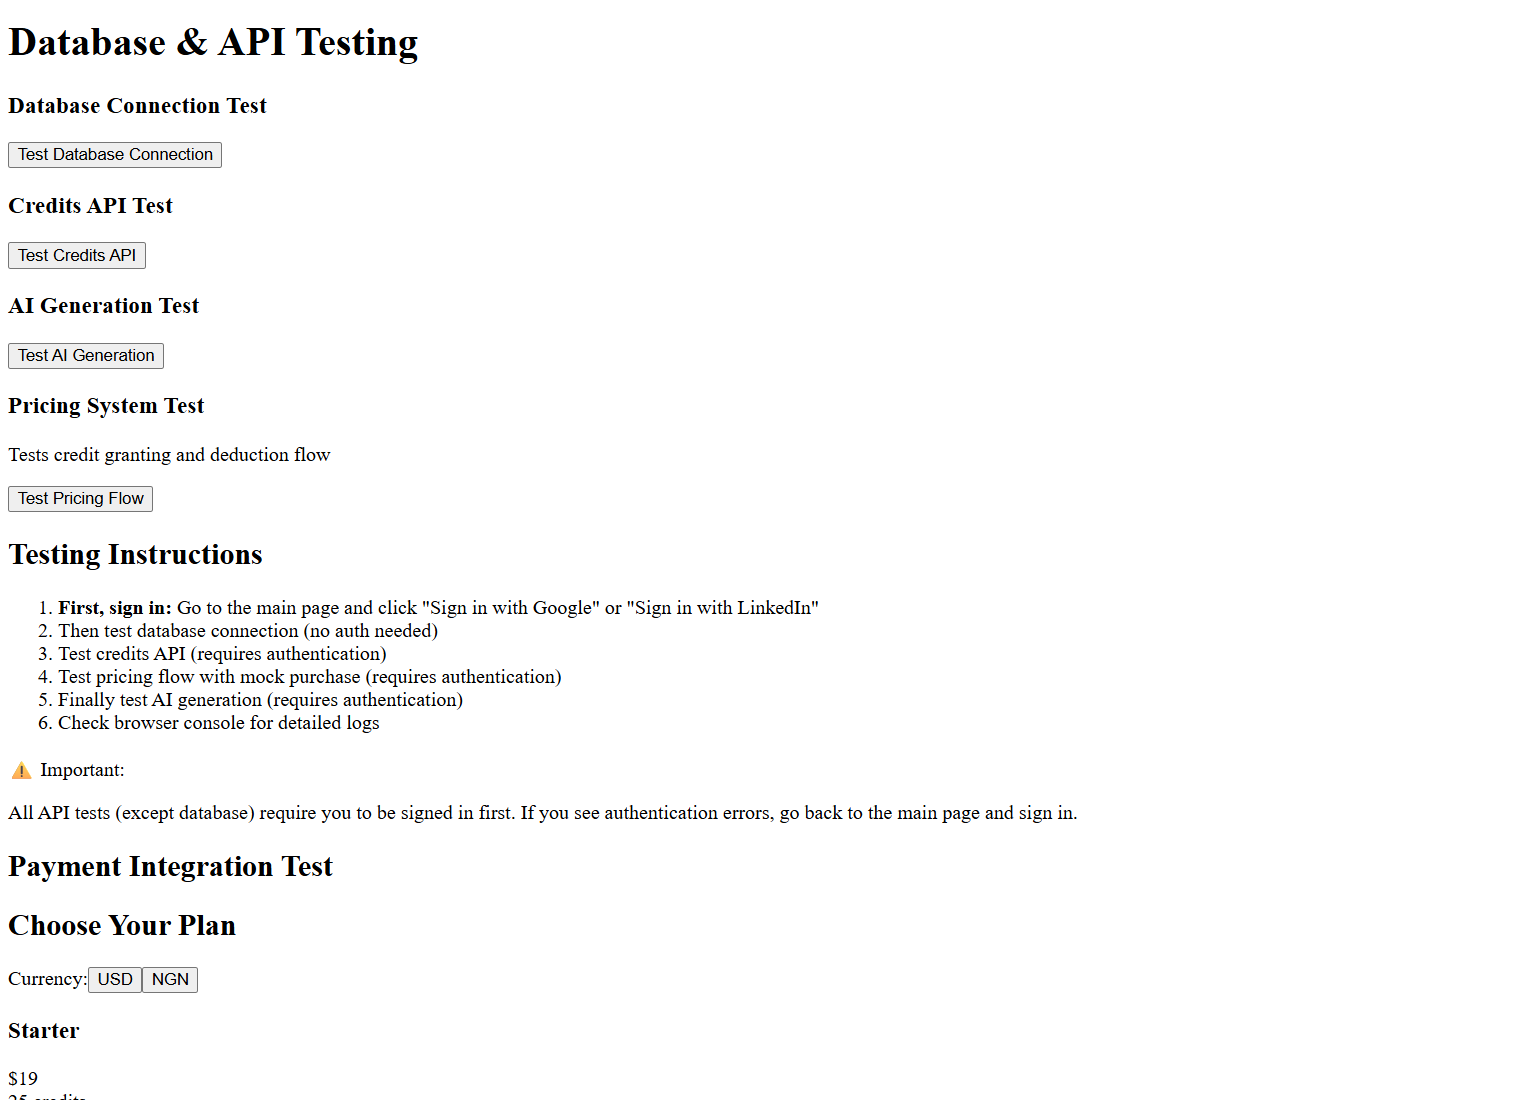 Database & API Testing
Database Connection Test
Test Database Connection
Credits API Test
Test Credits API
AI Generation Test
Test AI Generation
Pricing System Test
Tests credit granting and deduction flow
Test Pricing Flow
Testing Instructions
1. First, sign in: Go to the main page and click "Sign in with Google" or "Sign in with LinkedIn"
2. Then test database connection (no auth needed)
3. Test credits API (requires authentication)
4. Test pricing flow with mock purchase (requires authentication)
5. Finally test AI generation (requires authentication)
6. Check browser console for detailed logs
⚠️ Important:
All API tests (except database) require you to be signed in first. If you see authentication errors, go back to the main page and sign in.
Payment Integration Test
Choose Your Plan
Currency: USD NGN
Starter
$19
25 credits